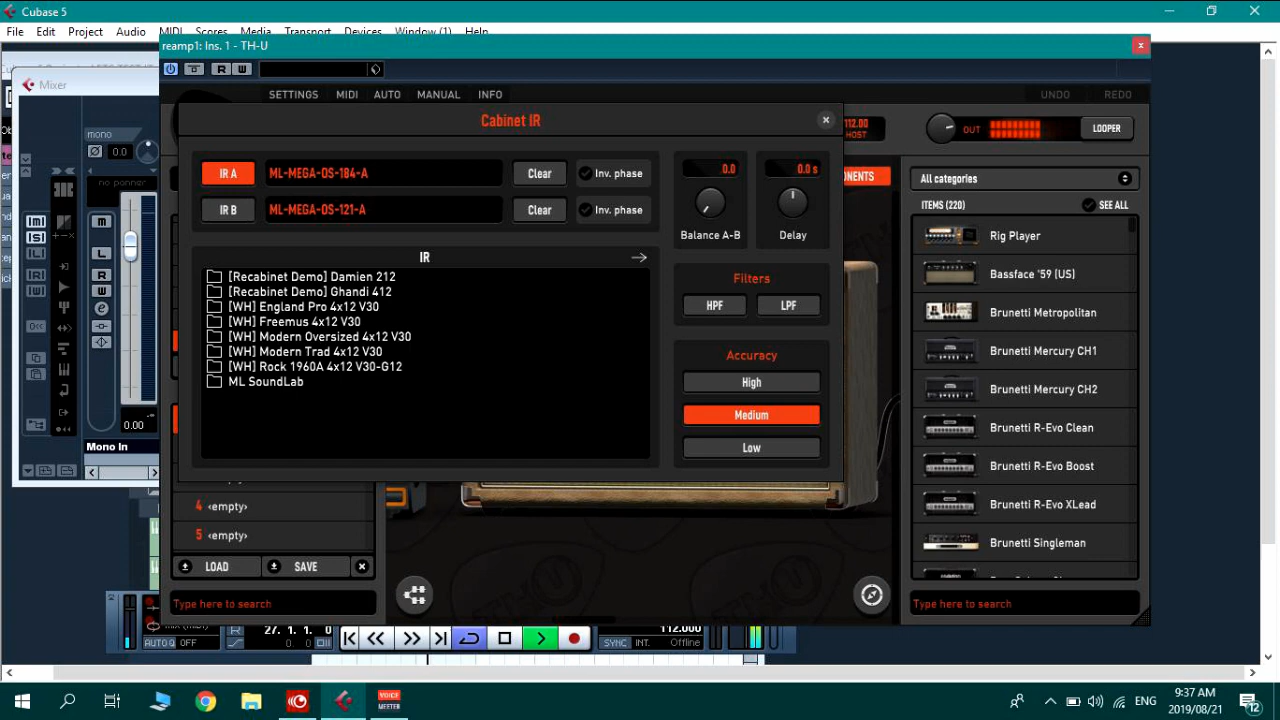 Cubase 5
File Edit Project Audio MIDI Scores Media Transport Devices Window (1) Help
reamp1: Ins. 1 - TH-U
Mixer
R W
SETTINGS MIDI AUTO MANUAL INFO
UNDO REDO
Cabinet IR
112.00
HOST
OUT
LOOPER
mono
0.0
no panner
IR A
ML-MEGA-OS-184-A
Clear
Inv. phase
IR B
ML-MEGA-OS-121-A
Clear
Inv. phase
0.0
0.0 s
Balance A-B
Delay
ONENTS
All categories
ITEMS (220)
SEE ALL
IR
[Recabinet Demo] Damien 212
[Recabinet Demo] Ghandi 412
[WH] England Pro 4x12 V30
[WH] Freemus 4x12 V30
[WH] Modern Oversized 4x12 V30
[WH] Modern Trad 4x12 V30
[WH] Rock 1960A 4x12 V30-G12
ML SoundLab
Filters
HPF LPF
Accuracy
High
Medium
Low
Rig Player
Bassface '59 (US)
Brunetti Metropolitan
Brunetti Mercury CH1
Brunetti Mercury CH2
Brunetti R-Evo Clean
Brunetti R-Evo Boost
Brunetti R-Evo XLead
Brunetti Singleman
m
L
R
W
e
0.00
Mono In
4 <empty>
5 <empty>
LOAD SAVE
Type here to search
Type here to search
AUTO Q OFF
27. 1. 1. 0
112.000
SYNC INT. Offline
VOICE
MEETER
ENG
9:37 AM
2019/08/21
12